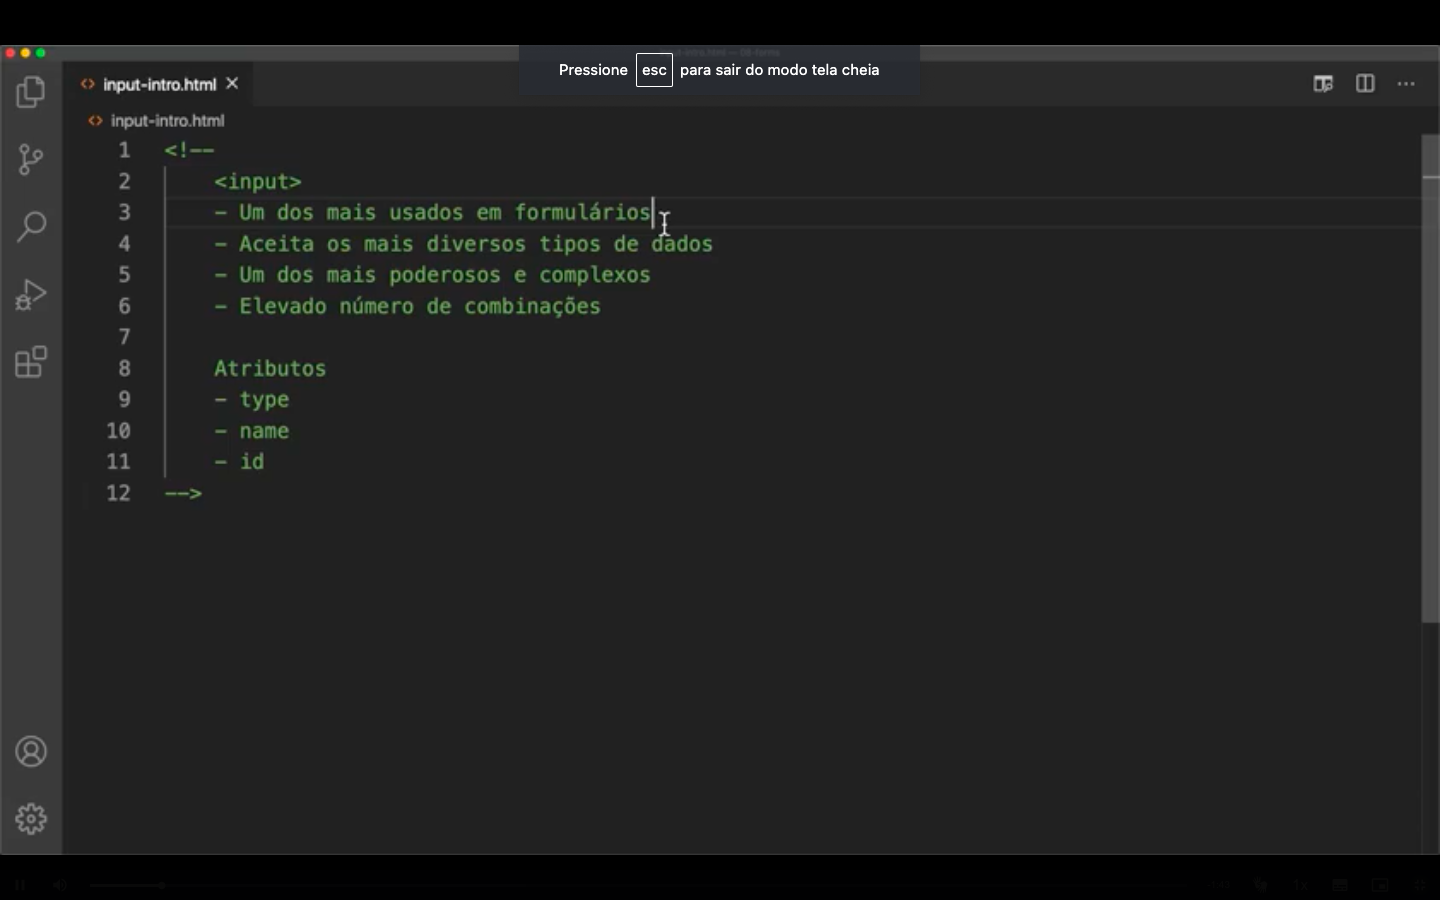 Pressione esc para sair do modo tela cheia
input-intro.html
input-intro.html
1 <!--
2 <input>
3 - Um dos mais usados em formulários
4 - Aceita os mais diversos tipos de dados
5 - Um dos mais poderosos e complexos
6 - Elevado número de combinações
7
8 Atributos
9 - type
10 - name
11 - id
12 -->